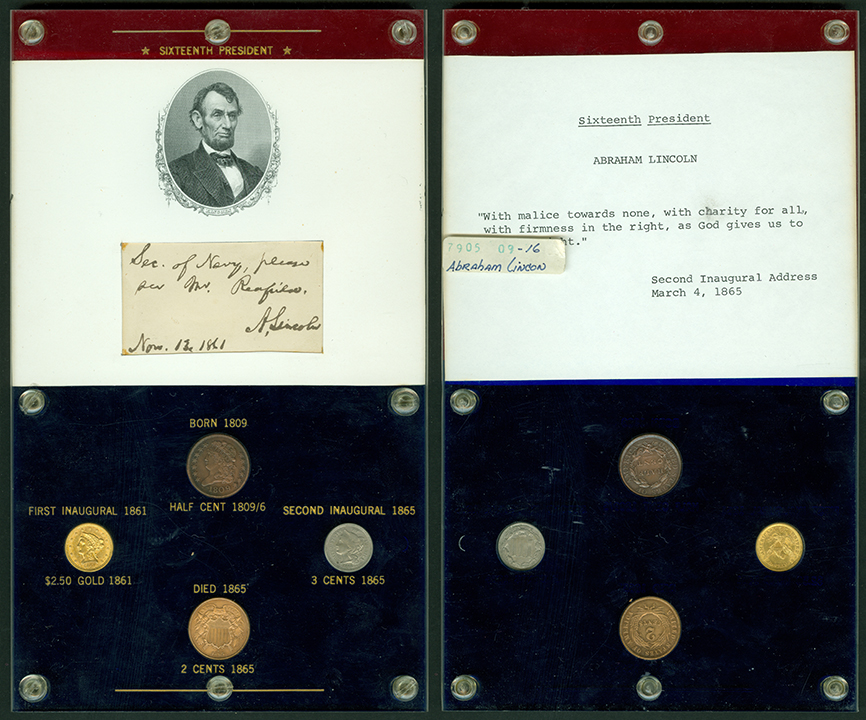 ★ SIXTEENTH PRESIDENT ★
LINCOLN
Sec. of Navy, please
see Mr.
A. Lincoln
Nov. 12, 1861
BORN 1809
1809
HALF CENT 1809/6
FIRST INAUGURAL 1861
$2.50 GOLD 1861
SECOND INAUGURAL 1865
3 CENTS 1865
DIED 1865
2 CENTS 1865
Sixteenth President
ABRAHAM LINCOLN
"With malice towards none, with charity for all,
with firmness in the right, as God gives us to
ht."
7905 09-16
ABRAHAM LINCON
Second Inaugural Address
March 4, 1865